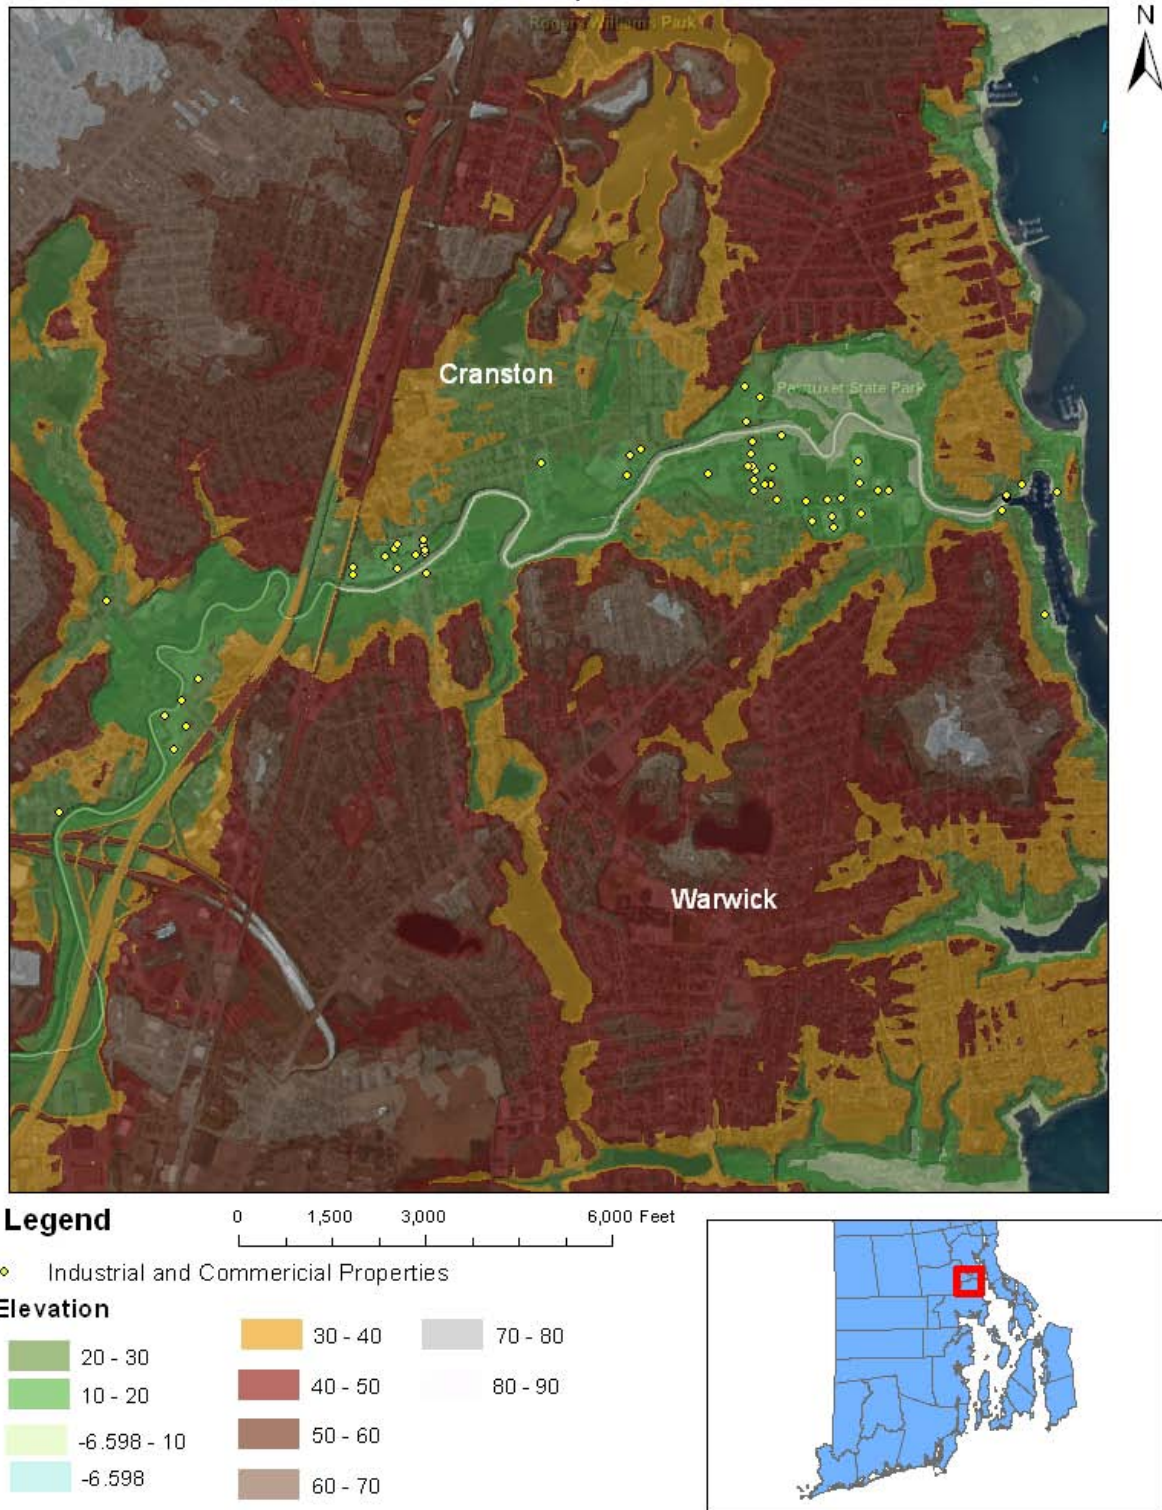 N
Roger Williams Park
Cranston
Pawtuxet State Park
Warwick
Legend
0 1,500 3,000 6,000 Feet
Industrial and Commericial Properties
Elevation
20 - 30
10 - 20
-6.598 - 10
-6.598
30 - 40
40 - 50
50 - 60
60 - 70
70 - 80
80 - 90